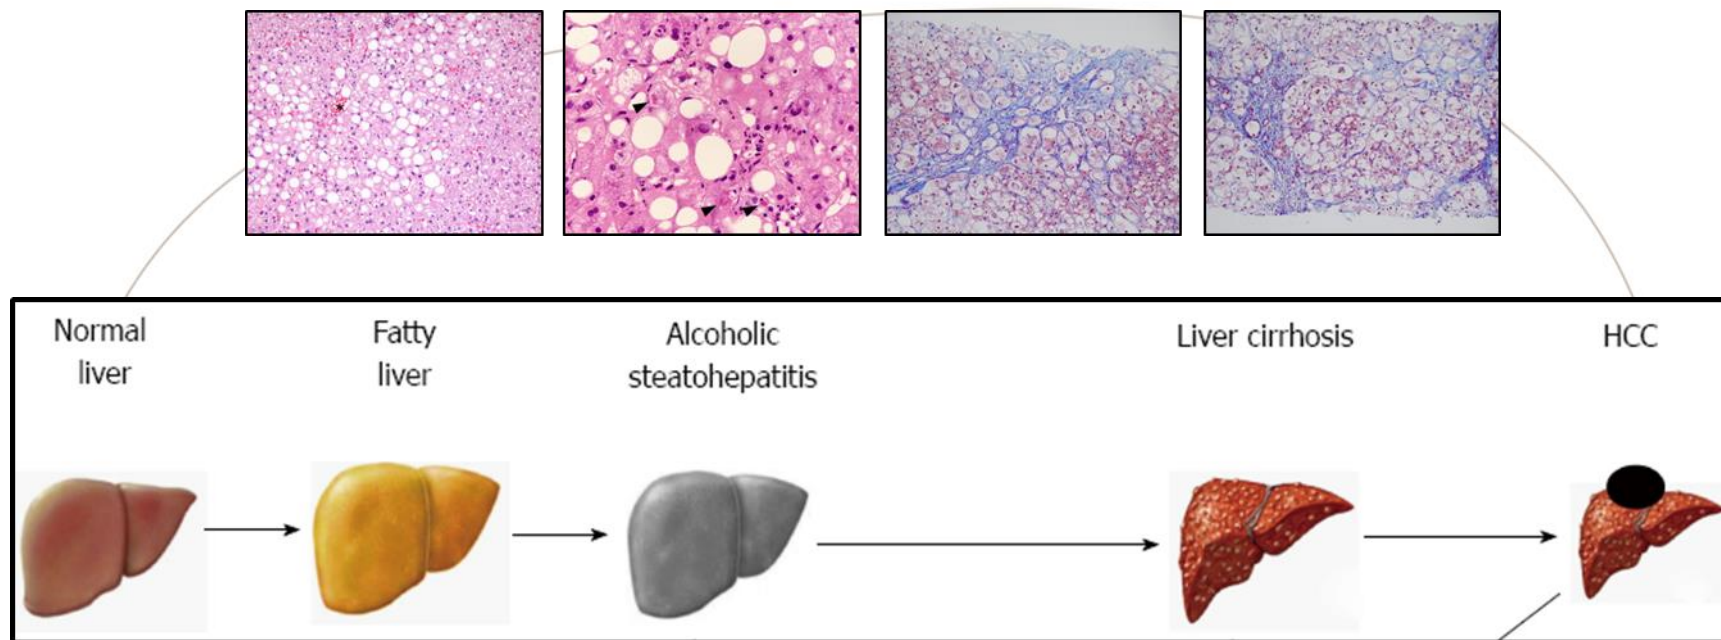 Normal
liver
Fatty
liver
Alcoholic
steatohepatitis
Liver cirrhosis
HCC